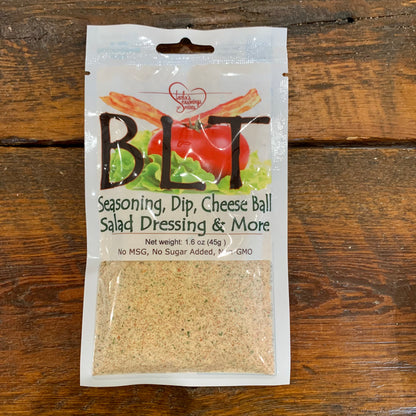 BLT
Seasoning, Dip, Cheese Ball
Salad Dressing & More
Net weight: 1.6 oz (45g)
No MSG, No Sugar Added, Non-GMO